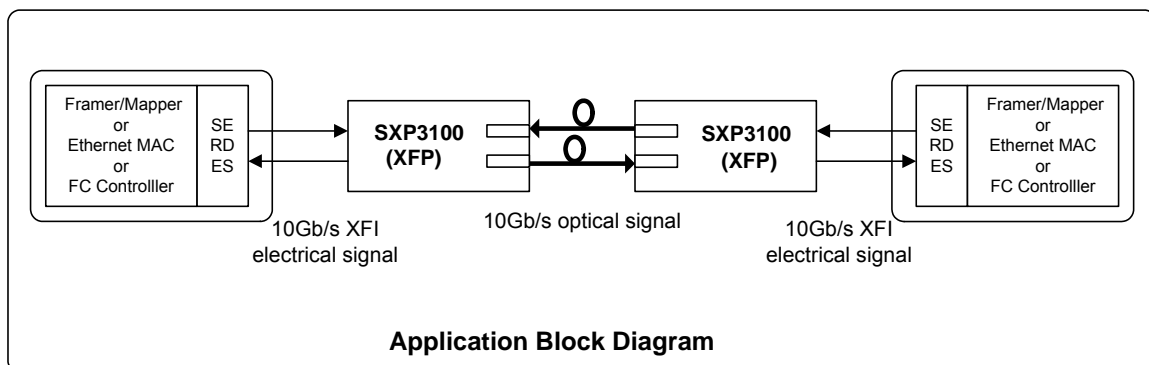 Framer/Mapper
or
Ethernet MAC
or
FC Controlller
SE
RD
ES
SXP3100
(XFP)
SXP3100
(XFP)
SE
RD
ES
Framer/Mapper
or
Ethernet MAC
or
FC Controlller
10Gb/s XFI
electrical signal
10Gb/s optical signal
10Gb/s XFI
electrical signal
Application Block Diagram